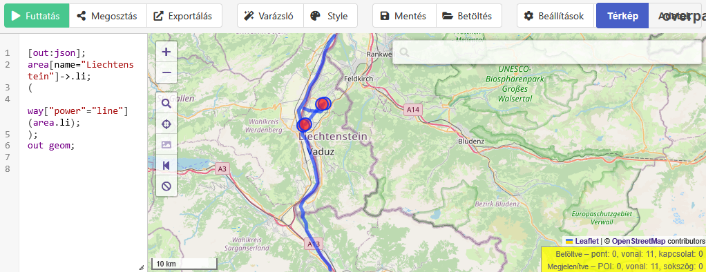 Futtatás
Megosztás
Exportálás
Varázsló
Style
Mentés
Betöltés
Beállítások
Térkép
overpa
1 [out:json];
2 area[name="Liechtens
tein"]->.li;
3 (
4
way["power"="line"]
(area.li);
5 );
6 out geom;
7
8
Feldkirch
UNESCO-
Biosphärenpark
Großes
Walsertal
A14
Wahlkreis
Werdenberg
Liechtenstein
Vaduz
Bludenz
A3
Bezirk Bludenz
Europaschutzgebiet
Verwall
Wahlkreis
Sarganserland
A13
10 km
Leaflet | © OpenStreetMap contributors
Betöltve – pont: 0, vonal: 11, kapcsolat: 0
Megjelenítve – POI: 0, vonal: 11, sokszög: 0